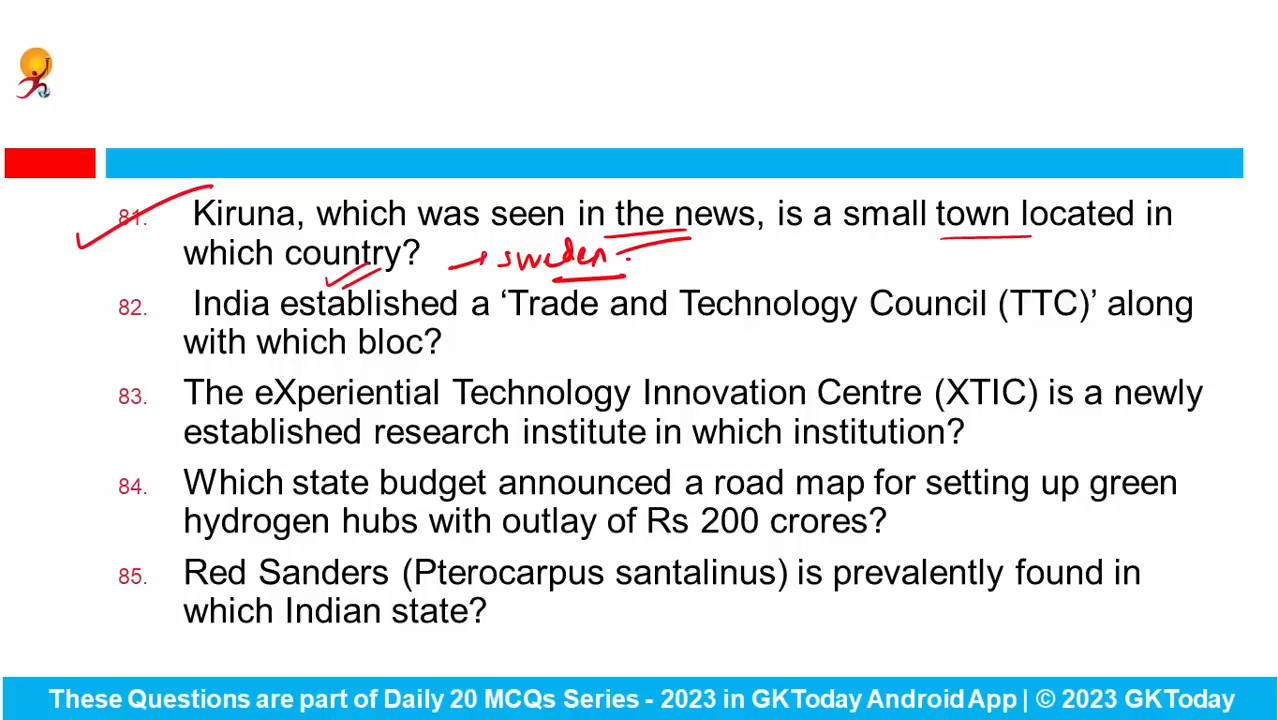 81. Kiruna, which was seen in the news, is a small town located in
which country? → sweden
82. India established a ‘Trade and Technology Council (TTC)’ along
with which bloc?
83. The eXperiential Technology Innovation Centre (XTIC) is a newly
established research institute in which institution?
84. Which state budget announced a road map for setting up green
hydrogen hubs with outlay of Rs 200 crores?
85. Red Sanders (Pterocarpus santalinus) is prevalently found in
which Indian state?
These Questions are part of Daily 20 MCQs Series - 2023 in GKToday Android App | © 2023 GKToday